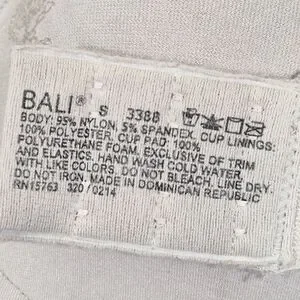 BALI® S 3388
BODY: 95% NYLON, 5% SPANDEX. CUP LININGS:
100% POLYESTER. CUP PAD: 100%
POLYURETHANE FOAM. EXCLUSIVE OF TRIM
AND ELASTICS. HAND WASH COLD WATER
WITH LIKE COLORS. DO NOT BLEACH. LINE DRY.
DO NOT IRON. MADE IN DOMINICAN REPUBLIC
RN15763 320/0214